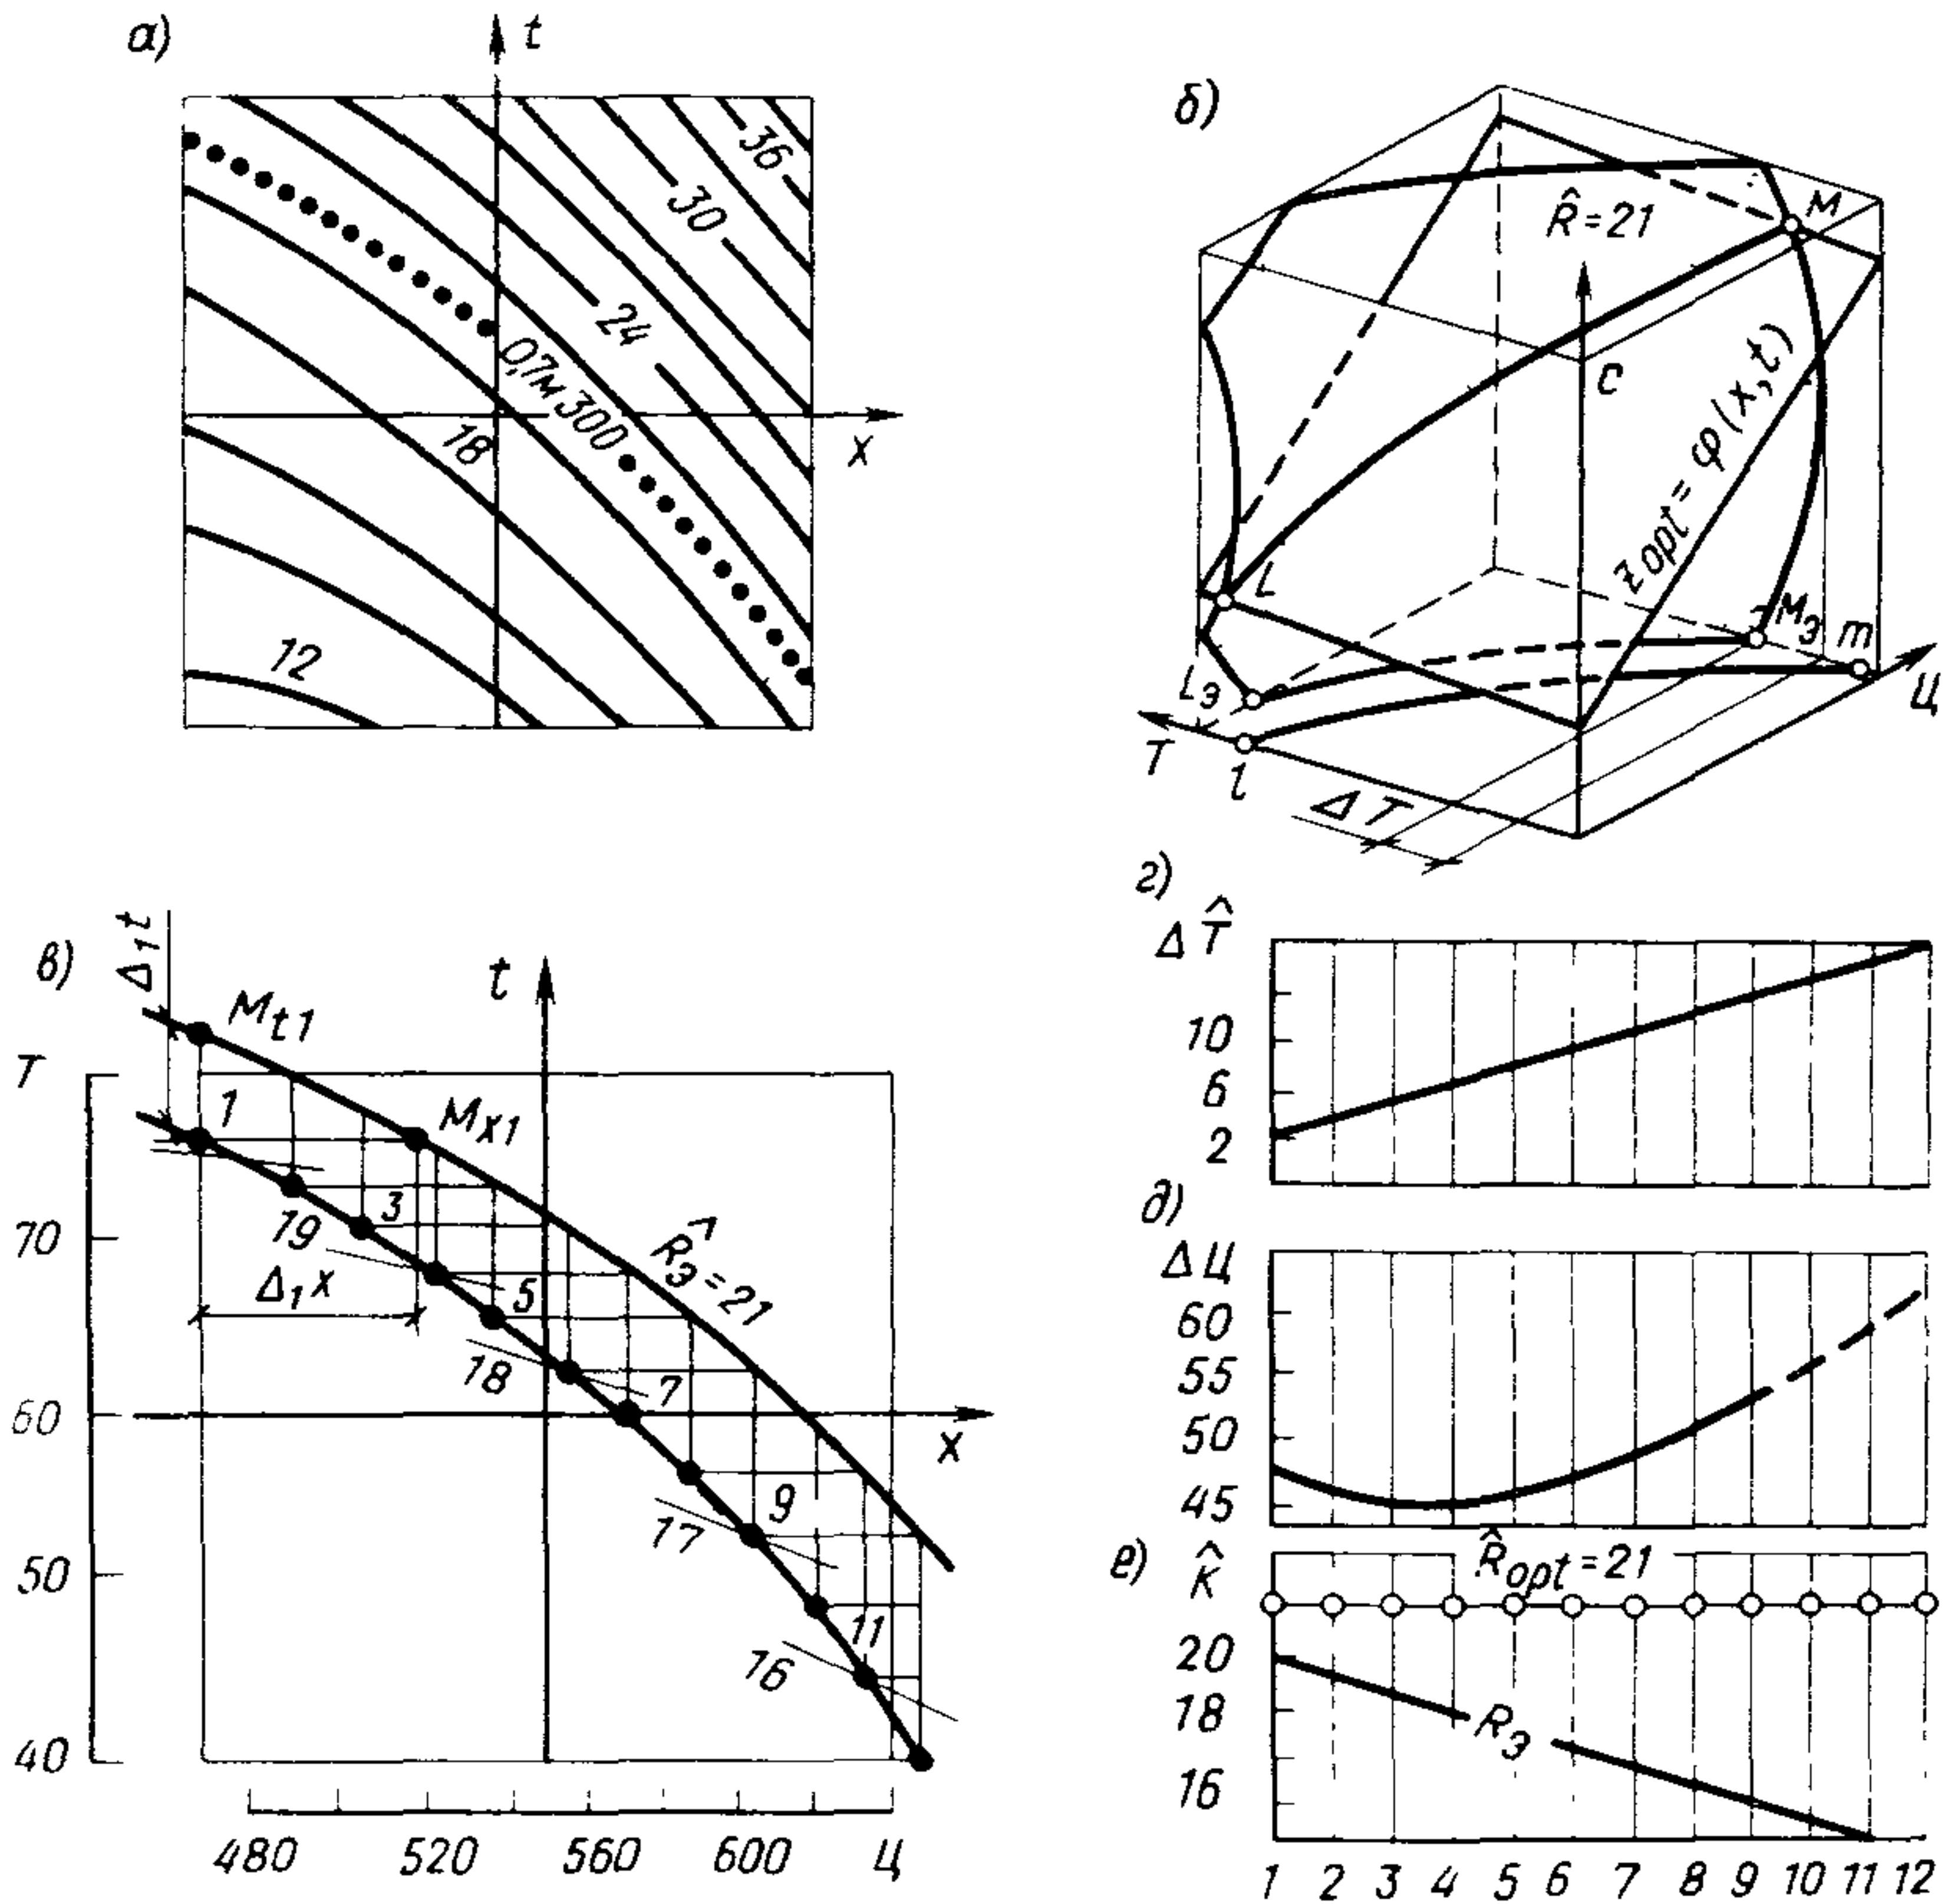 а)
t
36
30
24
0,7м 300
18
x
12
б)
R̂ = 21
M
C
z opt = φ(x, t)
L
Mэ
m
Lэ
Ц
T
l
ΔT
в)
Δ₁t
t
Mt1
T
1
Mx1
3
70
19
Δ₁x
5
R̂э = 21
18
7
60
x
9
17
50
11
16
40
480 520 560 600 Ц
г)
ΔT̂
10
6
2
д)
ΔЦ
60
55
50
45
е)
K̂
R̂opt = 21
20
18
Rэ
16
1 2 3 4 5 6 7 8 9 10 11 12